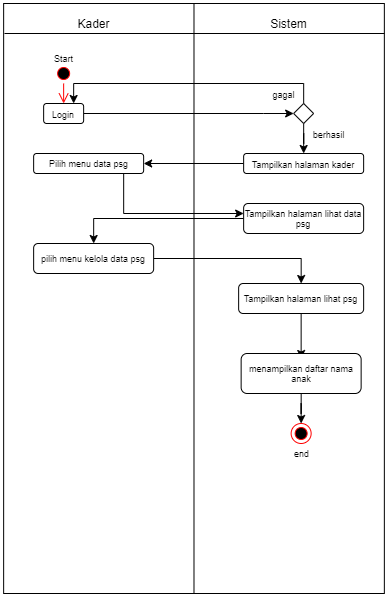 Kader
Sistem
Start
gagal
Login
berhasil
Pilih menu data psg
Tampilkan halaman kader
Tampilkan halaman lihat data
psg
pilih menu kelola data psg
Tampilkan halaman lihat psg
menampilkan daftar nama
anak
end